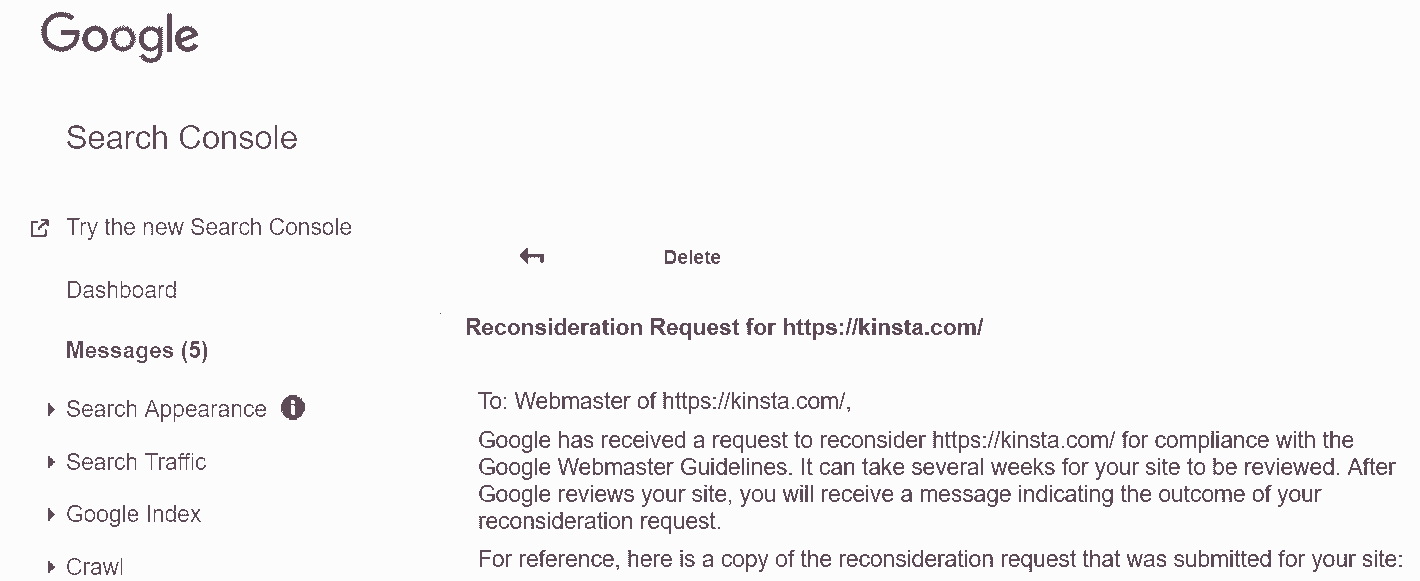 Google
Search Console
Try the new Search Console
Dashboard
Messages (5)
Search Appearance
Search Traffic
Google Index
Crawl
Delete
Reconsideration Request for https://kinsta.com/
To: Webmaster of https://kinsta.com/,
Google has received a request to reconsider https://kinsta.com/ for compliance with the
Google Webmaster Guidelines. It can take several weeks for your site to be reviewed. After
Google reviews your site, you will receive a message indicating the outcome of your
reconsideration request.
For reference, here is a copy of the reconsideration request that was submitted for your site: